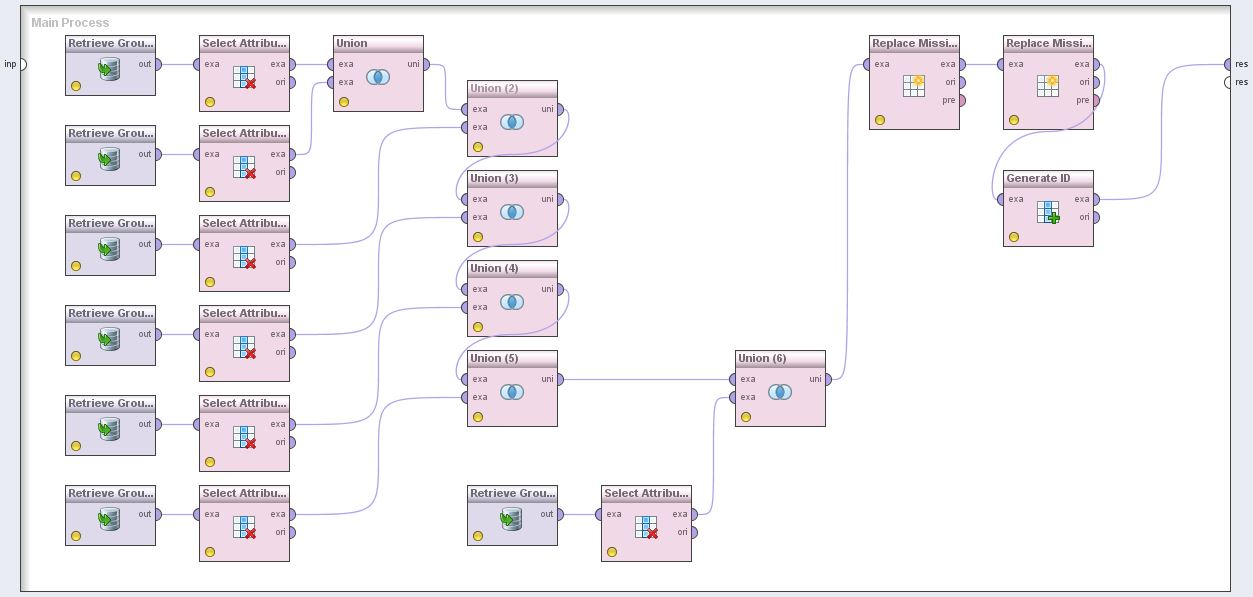 Main Process
inp
res
res
Retrieve Grou...
out
Select Attribu...
exa exa
ori
Union
exa uni
exa
Retrieve Grou...
out
Select Attribu...
exa exa
ori
Union (2)
exa uni
exa
Retrieve Grou...
out
Select Attribu...
exa exa
ori
Union (3)
exa uni
exa
Retrieve Grou...
out
Select Attribu...
exa exa
ori
Union (4)
exa uni
exa
Retrieve Grou...
out
Select Attribu...
exa exa
ori
Union (5)
exa uni
exa
Retrieve Grou...
out
Select Attribu...
exa exa
ori
Retrieve Grou...
out
Select Attribu...
exa exa
ori
Union (6)
exa uni
exa
Replace Missi...
exa exa
ori
pre
Replace Missi...
exa exa
ori
pre
Generate ID
exa exa
ori